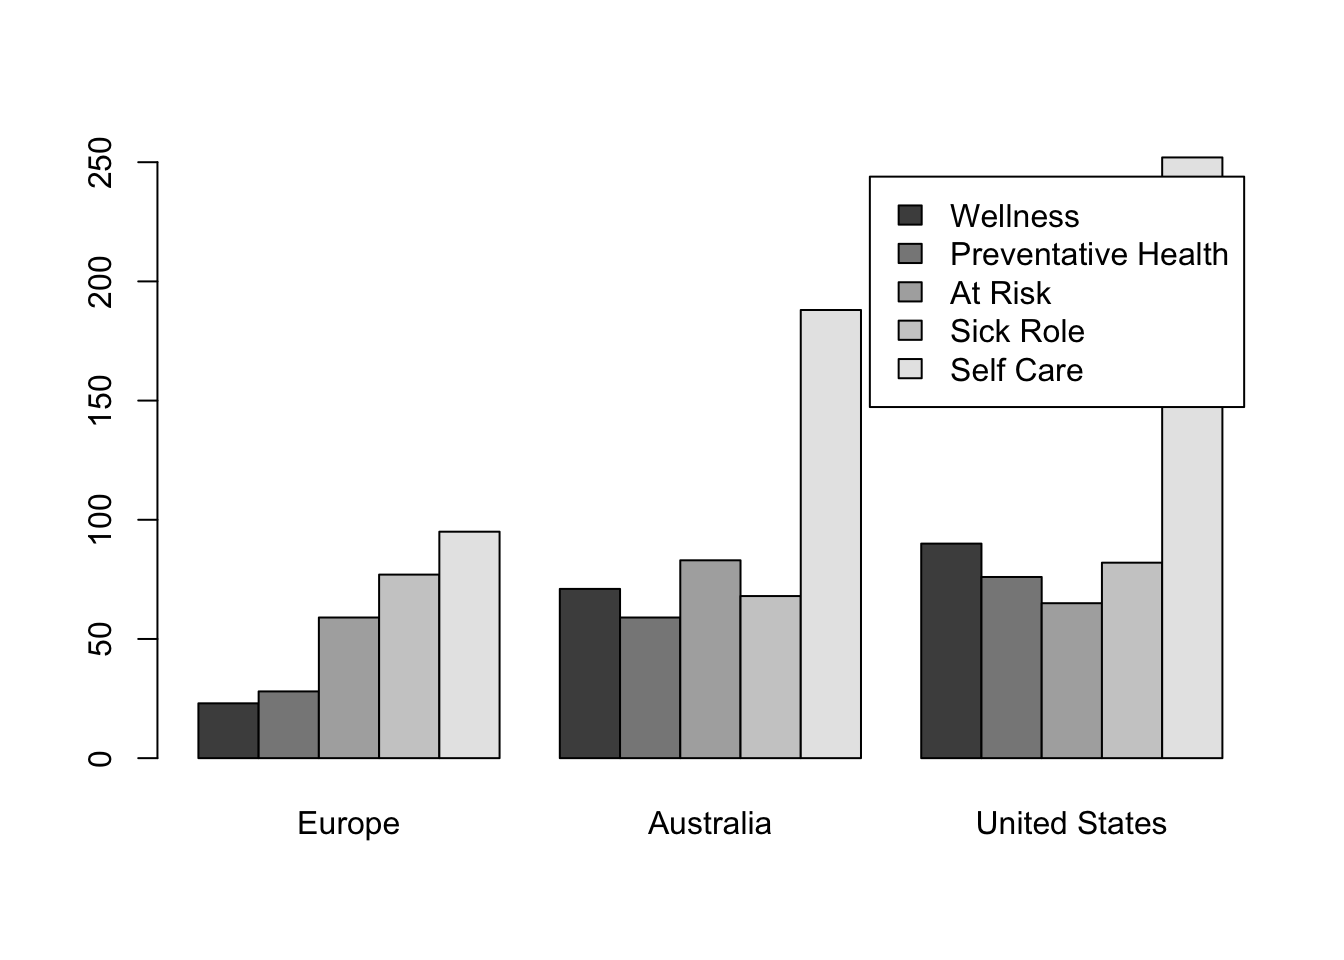 250
200
150
100
50
0
Wellness
Preventative Health
At Risk
Sick Role
Self Care
Europe
Australia
United States